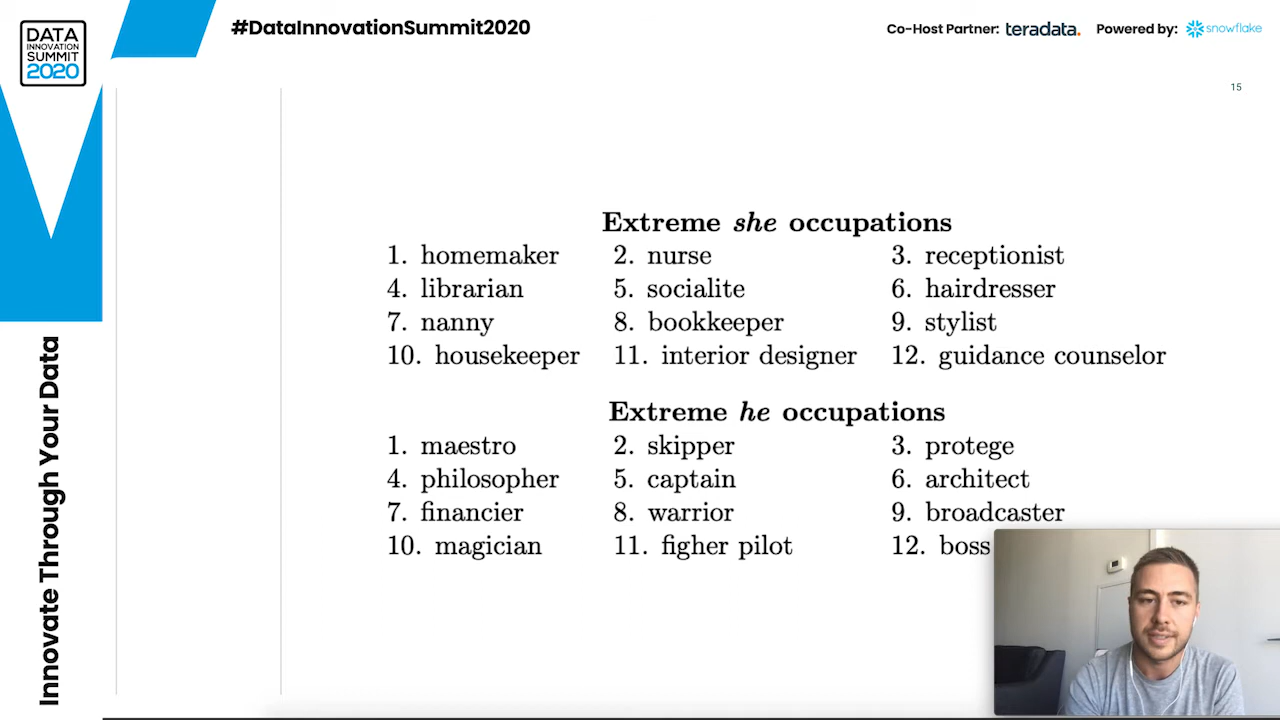 DATA
INNOVATION
SUMMIT
2020
#DataInnovationSummit2020
Co-Host Partner: teradata. Powered by: snowflake
15
Innovate Through Your Data
Extreme she occupations
1. homemaker 2. nurse 3. receptionist
4. librarian 5. socialite 6. hairdresser
7. nanny 8. bookkeeper 9. stylist
10. housekeeper 11. interior designer 12. guidance counselor
Extreme he occupations
1. maestro 2. skipper 3. protege
4. philosopher 5. captain 6. architect
7. financier 8. warrior 9. broadcaster
10. magician 11. figher pilot 12. boss